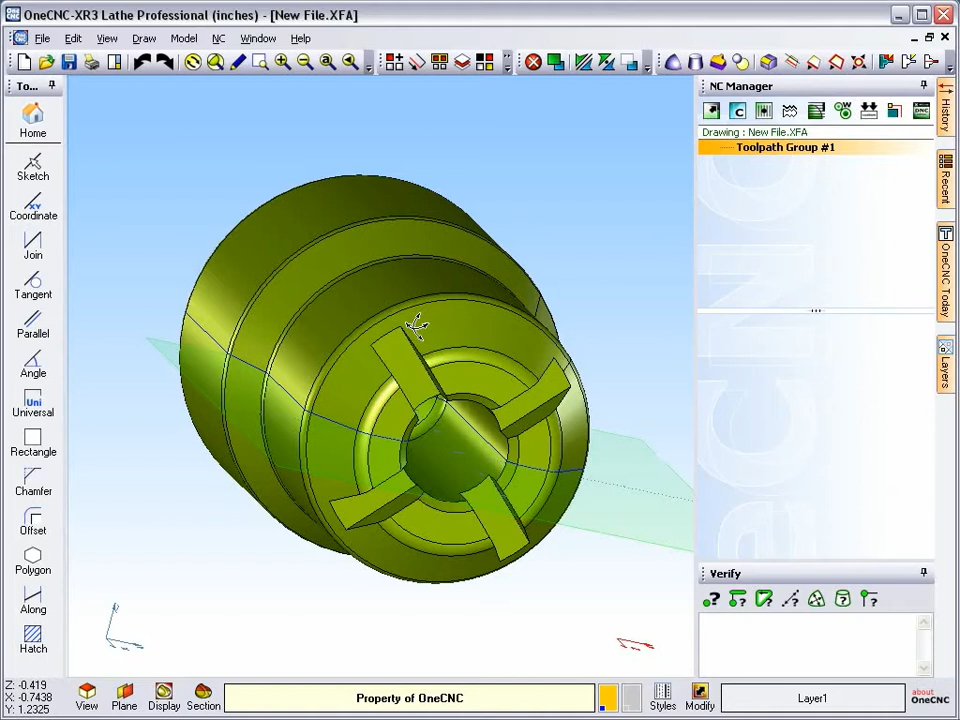 OneCNC-XR3 Lathe Professional (inches) - [New File.XFA]
File Edit View Draw Model NC Window Help
To...
Home
Sketch
XY
Coordinate
Join
Tangent
Parallel
Angle
Uni
Universal
Rectangle
Chamfer
Offset
Polygon
Along
Hatch
NC Manager
Drawing : New File.XFA
Toolpath Group #1
Verify
History
Recent
OneCNC Today
Layers
Z: -0.419
X: -0.7438
Y: 1.2325
View
Plane
Display
Section
Property of OneCNC
Styles
Modify
Layer1
about
OneCNC